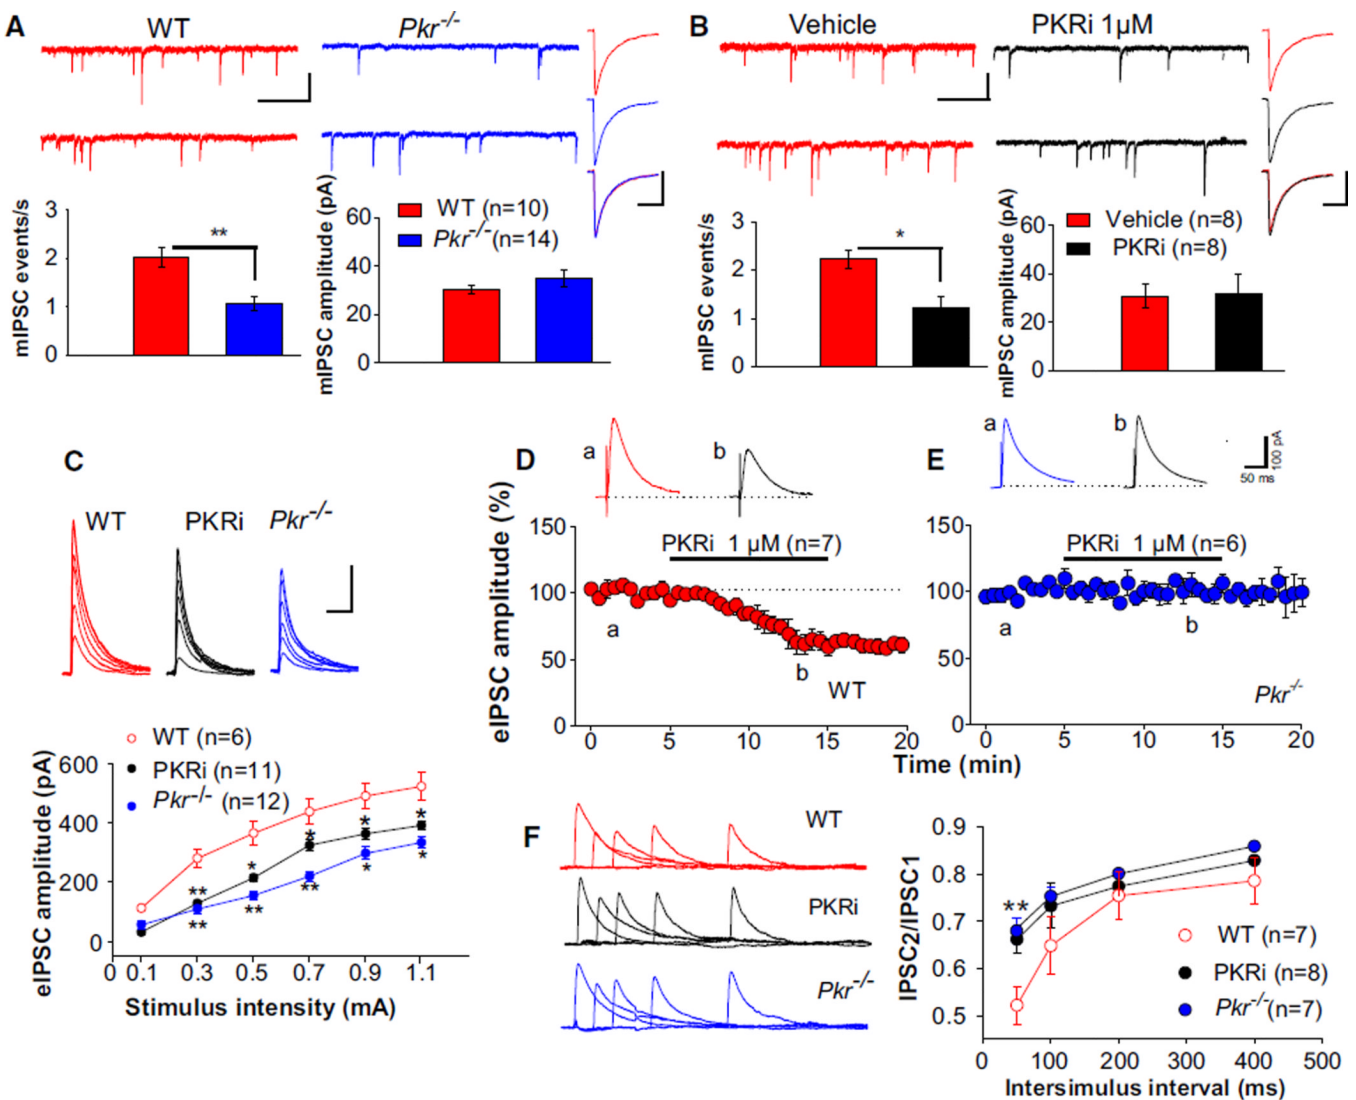 A
WT
Pkr-/-
mIPSC events/s
3
2
1
0
**
mIPSC amplitude (pA)
60
40
20
0
WT (n=10)
Pkr-/-(n=14)
B
Vehicle
PKRi 1µM
mIPSC events/s
3
2
1
0
*
mIPSC amplitude (pA)
60
40
20
0
Vehicle (n=8)
PKRi (n=8)
C
WT
PKRi
Pkr-/-
WT (n=6)
PKRi (n=11)
Pkr-/- (n=12)
eIPSC amplitude (pA)
600
400
200
0
** * * * *
** ** ** * *
0 0.1 0.3 0.5 0.7 0.9 1.1
Stimulus intensity (mA)
D
a
b
eIPSC amplitude (%)
150
100
50
0
PKRi 1 µM (n=7)
a
b
WT
0 5 10 15 20
E
a
b
100 pA
50 ms
150
100
50
0
PKRi 1 µM (n=6)
a
b
Pkr-/-
0 5 10 15 20
Time (min)
F
WT
PKRi
Pkr-/-
IPSC2/IPSC1
0.9
0.8
0.7
0.6
0.5
**
WT (n=7)
PKRi (n=8)
Pkr-/-(n=7)
0 100 200 300 400 500
Intersimulus interval (ms)